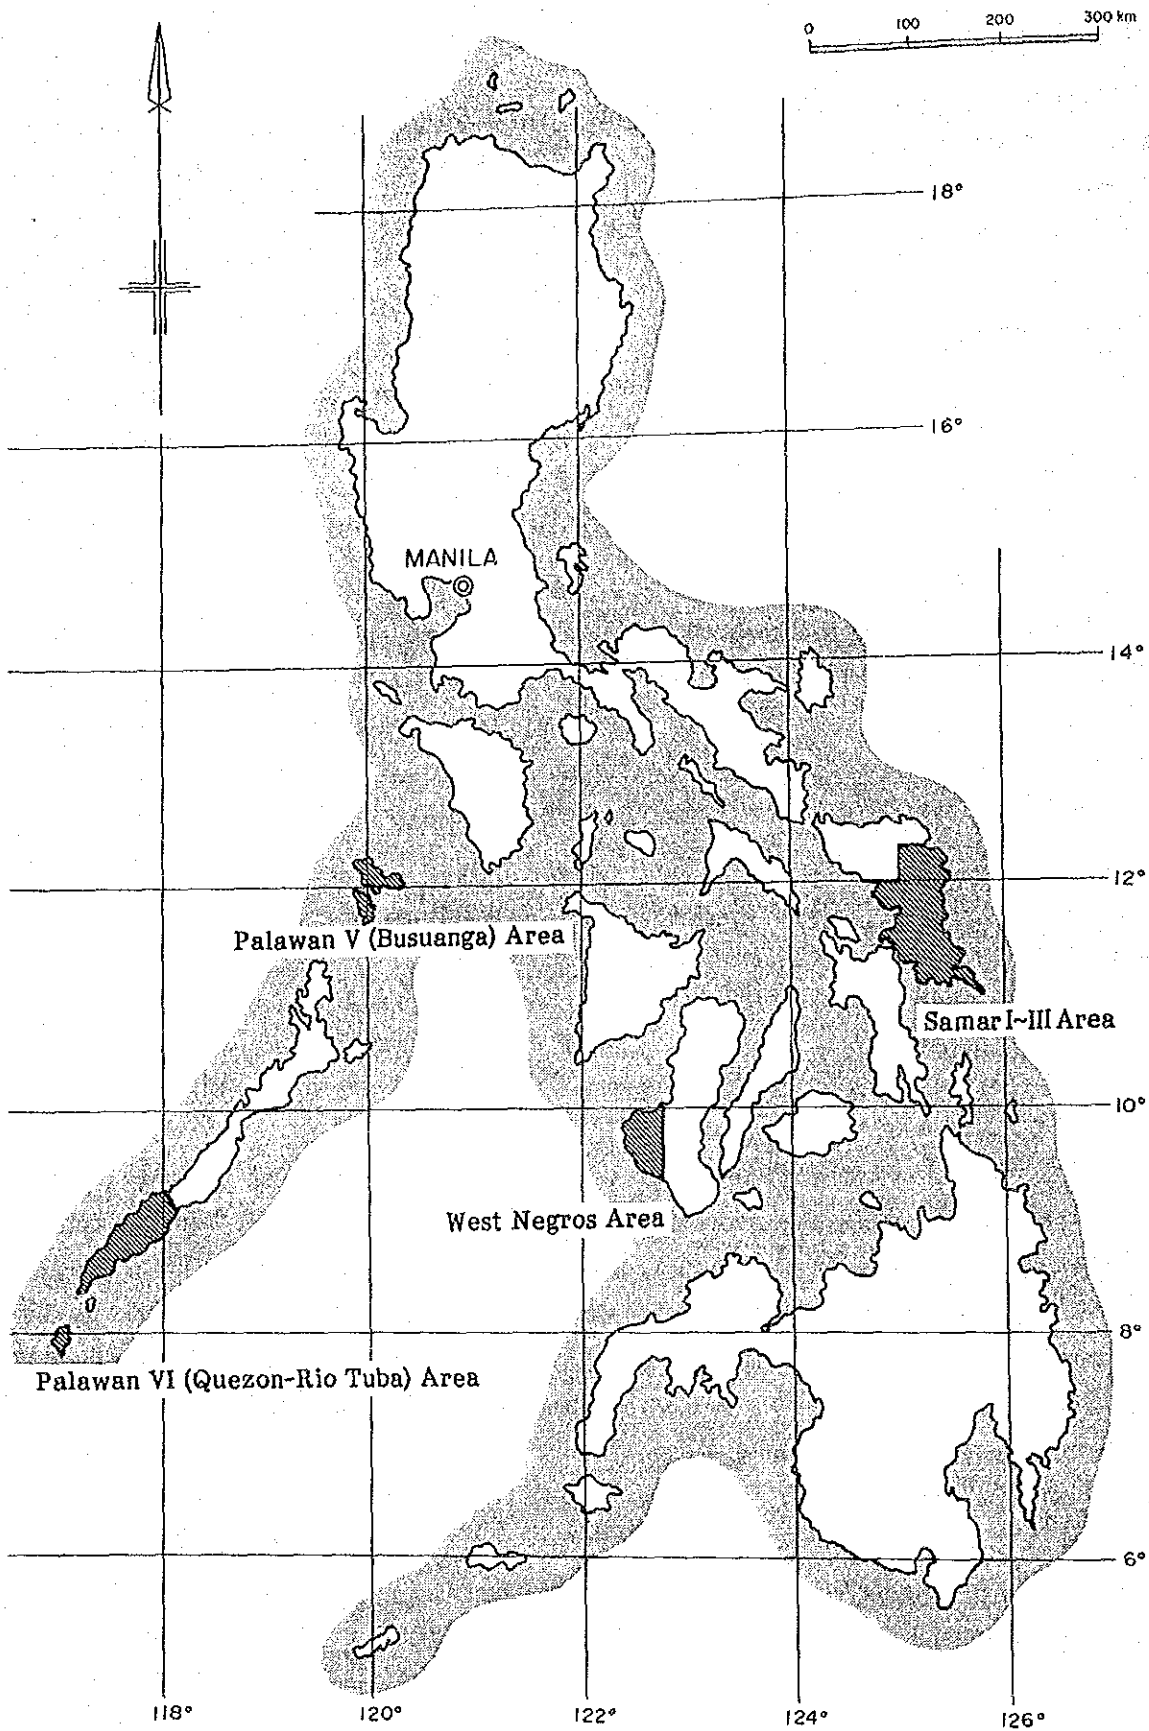 0 100 200 300 km
18°
16°
MANILA
14°
12°
Palawan V (Busuanga) Area
Samar I~III Area
10°
West Negros Area
8°
Palawan VI (Quezon-Rio Tuba) Area
6°
118° 120° 122° 124° 126°